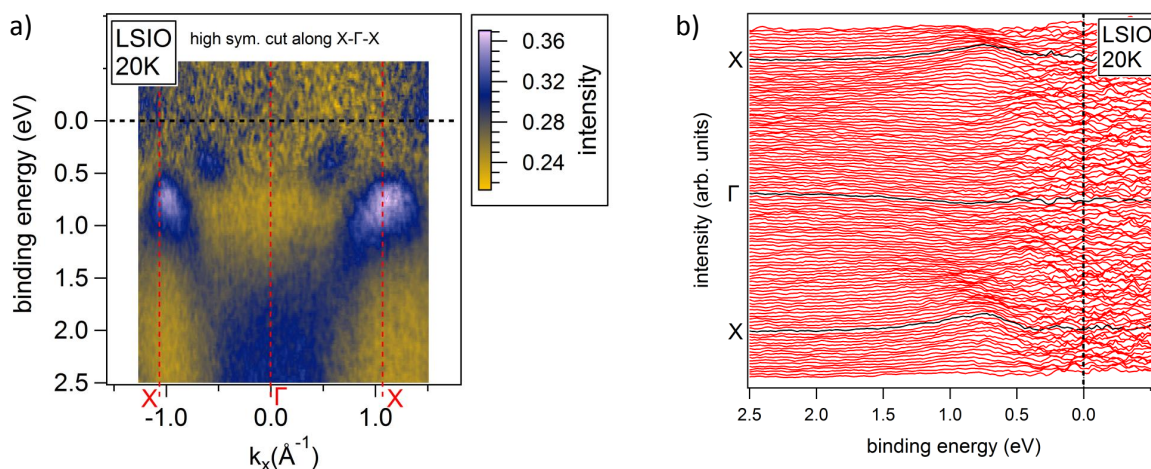 a)
LSIO
20K
high sym. cut along X-Γ-X
binding energy (eV)
0.0
0.5
1.0
1.5
2.0
2.5
X
Γ
X
-1.0
0.0
1.0
kx(Å-1)
0.36
0.32
0.28
0.24
intensity
b)
LSIO
20K
intensity (arb. units)
X
Γ
X
2.5
2.0
1.5
1.0
0.5
0.0
binding energy (eV)